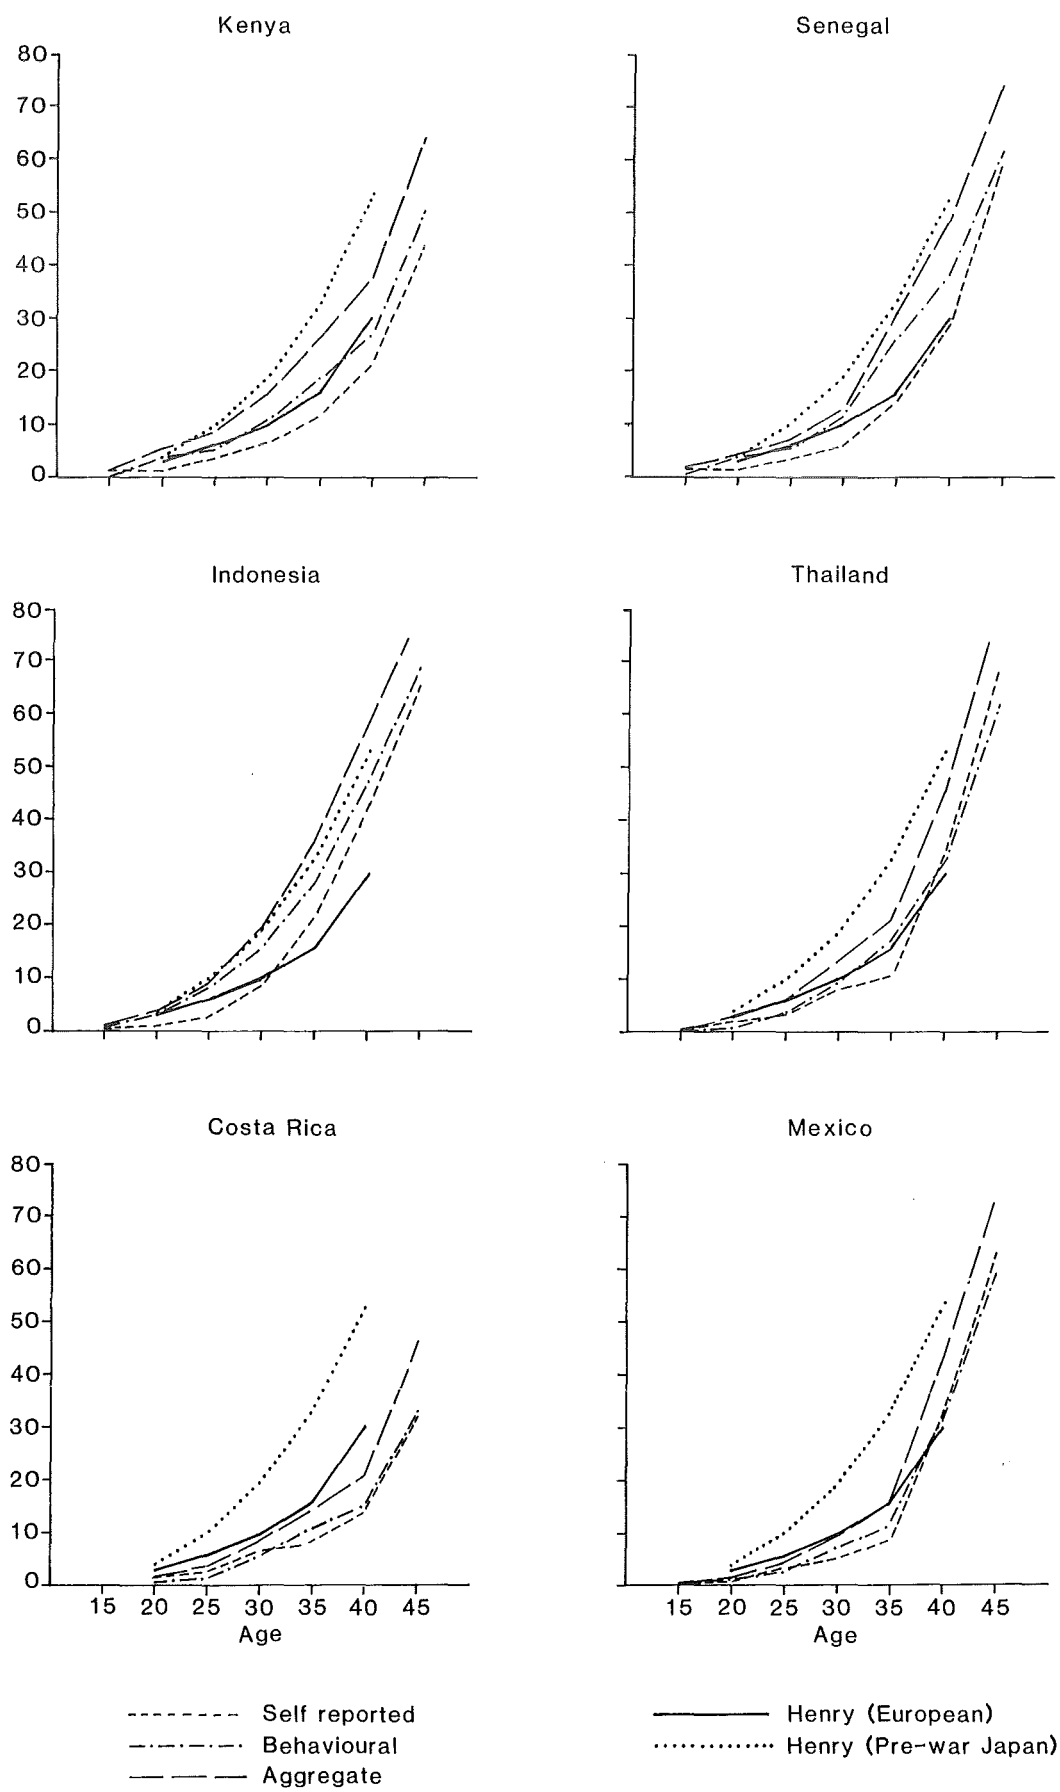 Kenya
Senegal
80
70
60
50
40
30
20
10
0
Indonesia
Thailand
80
70
60
50
40
30
20
10
0
Costa Rica
Mexico
80
70
60
50
40
30
20
10
0
15 20 25 30 35 40 45
15 20 25 30 35 40 45
Age
Age
Self reported
Behavioural
Aggregate
Henry (European)
Henry (Pre-war Japan)